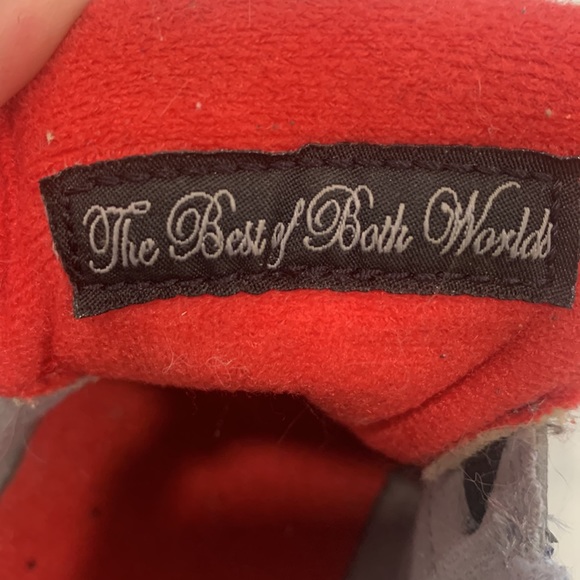 The Best of Both Worlds